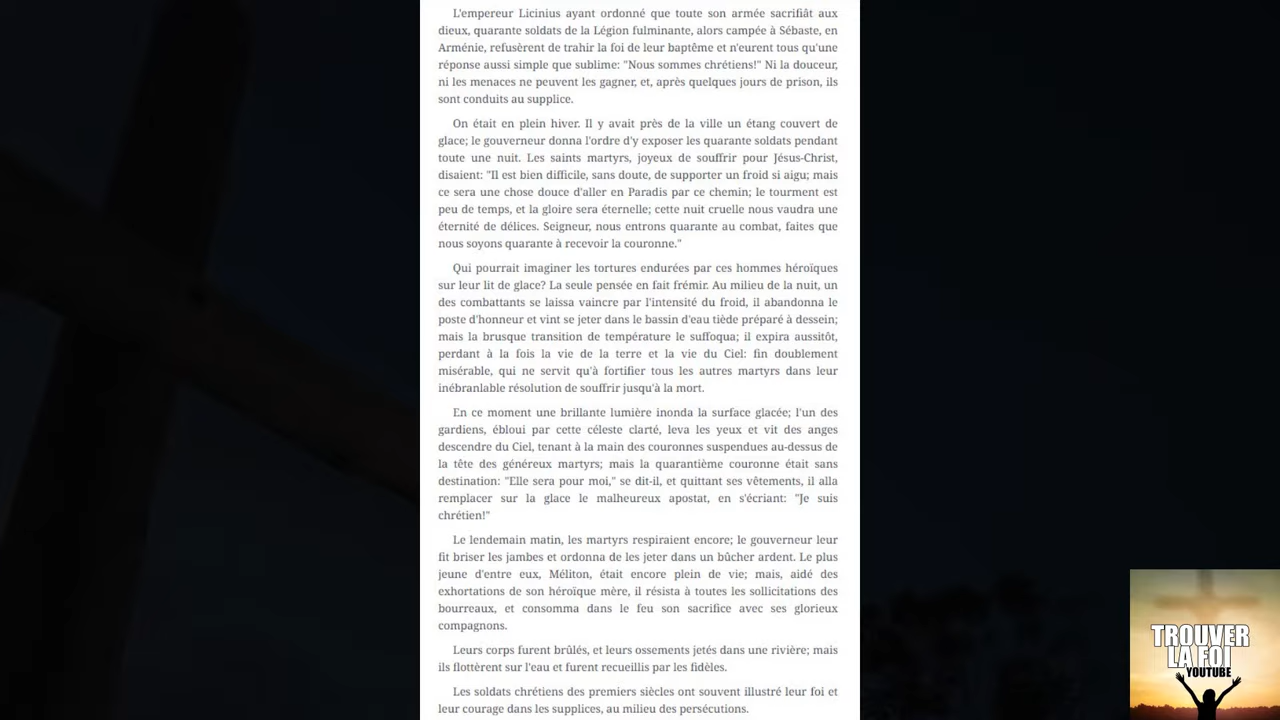 L'empereur Licinius ayant ordonné que toute son armée sacrifiât aux
dieux, quarante soldats de la Légion fulminante, alors campée à Sébaste, en
Arménie, refusèrent de trahir la foi de leur baptême et n'eurent tous qu'une
réponse aussi simple que sublime: "Nous sommes chrétiens!" Ni la douceur,
ni les menaces ne peuvent les gagner, et, après quelques jours de prison, ils
sont conduits au supplice.
On était en plein hiver. Il y avait près de la ville un étang couvert de
glace; le gouverneur donna l'ordre d'y exposer les quarante soldats pendant
toute une nuit. Les saints martyrs, joyeux de souffrir pour Jésus-Christ,
disaient: "Il est bien difficile, sans doute, de supporter un froid si aigu; mais
ce sera une chose douce d'aller en Paradis par ce chemin; le tourment est
peu de temps, et la gloire sera éternelle; cette nuit cruelle nous vaudra une
éternité de délices. Seigneur, nous entrons quarante au combat, faites que
nous soyons quarante à recevoir la couronne."
Qui pourrait imaginer les tortures endurées par ces hommes héroïques
sur leur lit de glace? La seule pensée en fait frémir. Au milieu de la nuit, un
des combattants se laissa vaincre par l'intensité du froid, il abandonna le
poste d'honneur et vint se jeter dans le bassin d'eau tiède préparé à dessein;
mais la brusque transition de température le suffoqua; il expira aussitôt,
perdant à la fois la vie de la terre et la vie du Ciel: fin doublement
misérable, qui ne servit qu'à fortifier tous les autres martyrs dans leur
inébranlable résolution de souffrir jusqu'à la mort.
En ce moment une brillante lumière inonda la surface glacée; l'un des
gardiens, ébloui par cette céleste clarté, leva les yeux et vit des anges
descendre du Ciel, tenant à la main des couronnes suspendues au-dessus de
la tête des généreux martyrs; mais la quarantième couronne était sans
destination: "Elle sera pour moi," se dit-il, et quittant ses vêtements, il alla
remplacer sur la glace le malheureux apostat, en s'écriant: "Je suis
chrétien!"
Le lendemain matin, les martyrs respiraient encore; le gouverneur leur
fit briser les jambes et ordonna de les jeter dans un bûcher ardent. Le plus
jeune d'entre eux, Méliton, était encore plein de vie; mais, aidé des
exhortations de son héroïque mère, il résista à toutes les sollicitations des
bourreaux, et consomma dans le feu son sacrifice avec ses glorieux
compagnons.
Leurs corps furent brûlés, et leurs ossements jetés dans une rivière; mais
ils flottèrent sur l'eau et furent recueillis par les fidèles.
Les soldats chrétiens des premiers siècles ont souvent illustré leur foi et
leur courage dans les supplices, au milieu des persécutions.
TROUVER
LA FOI
YOUTUBE